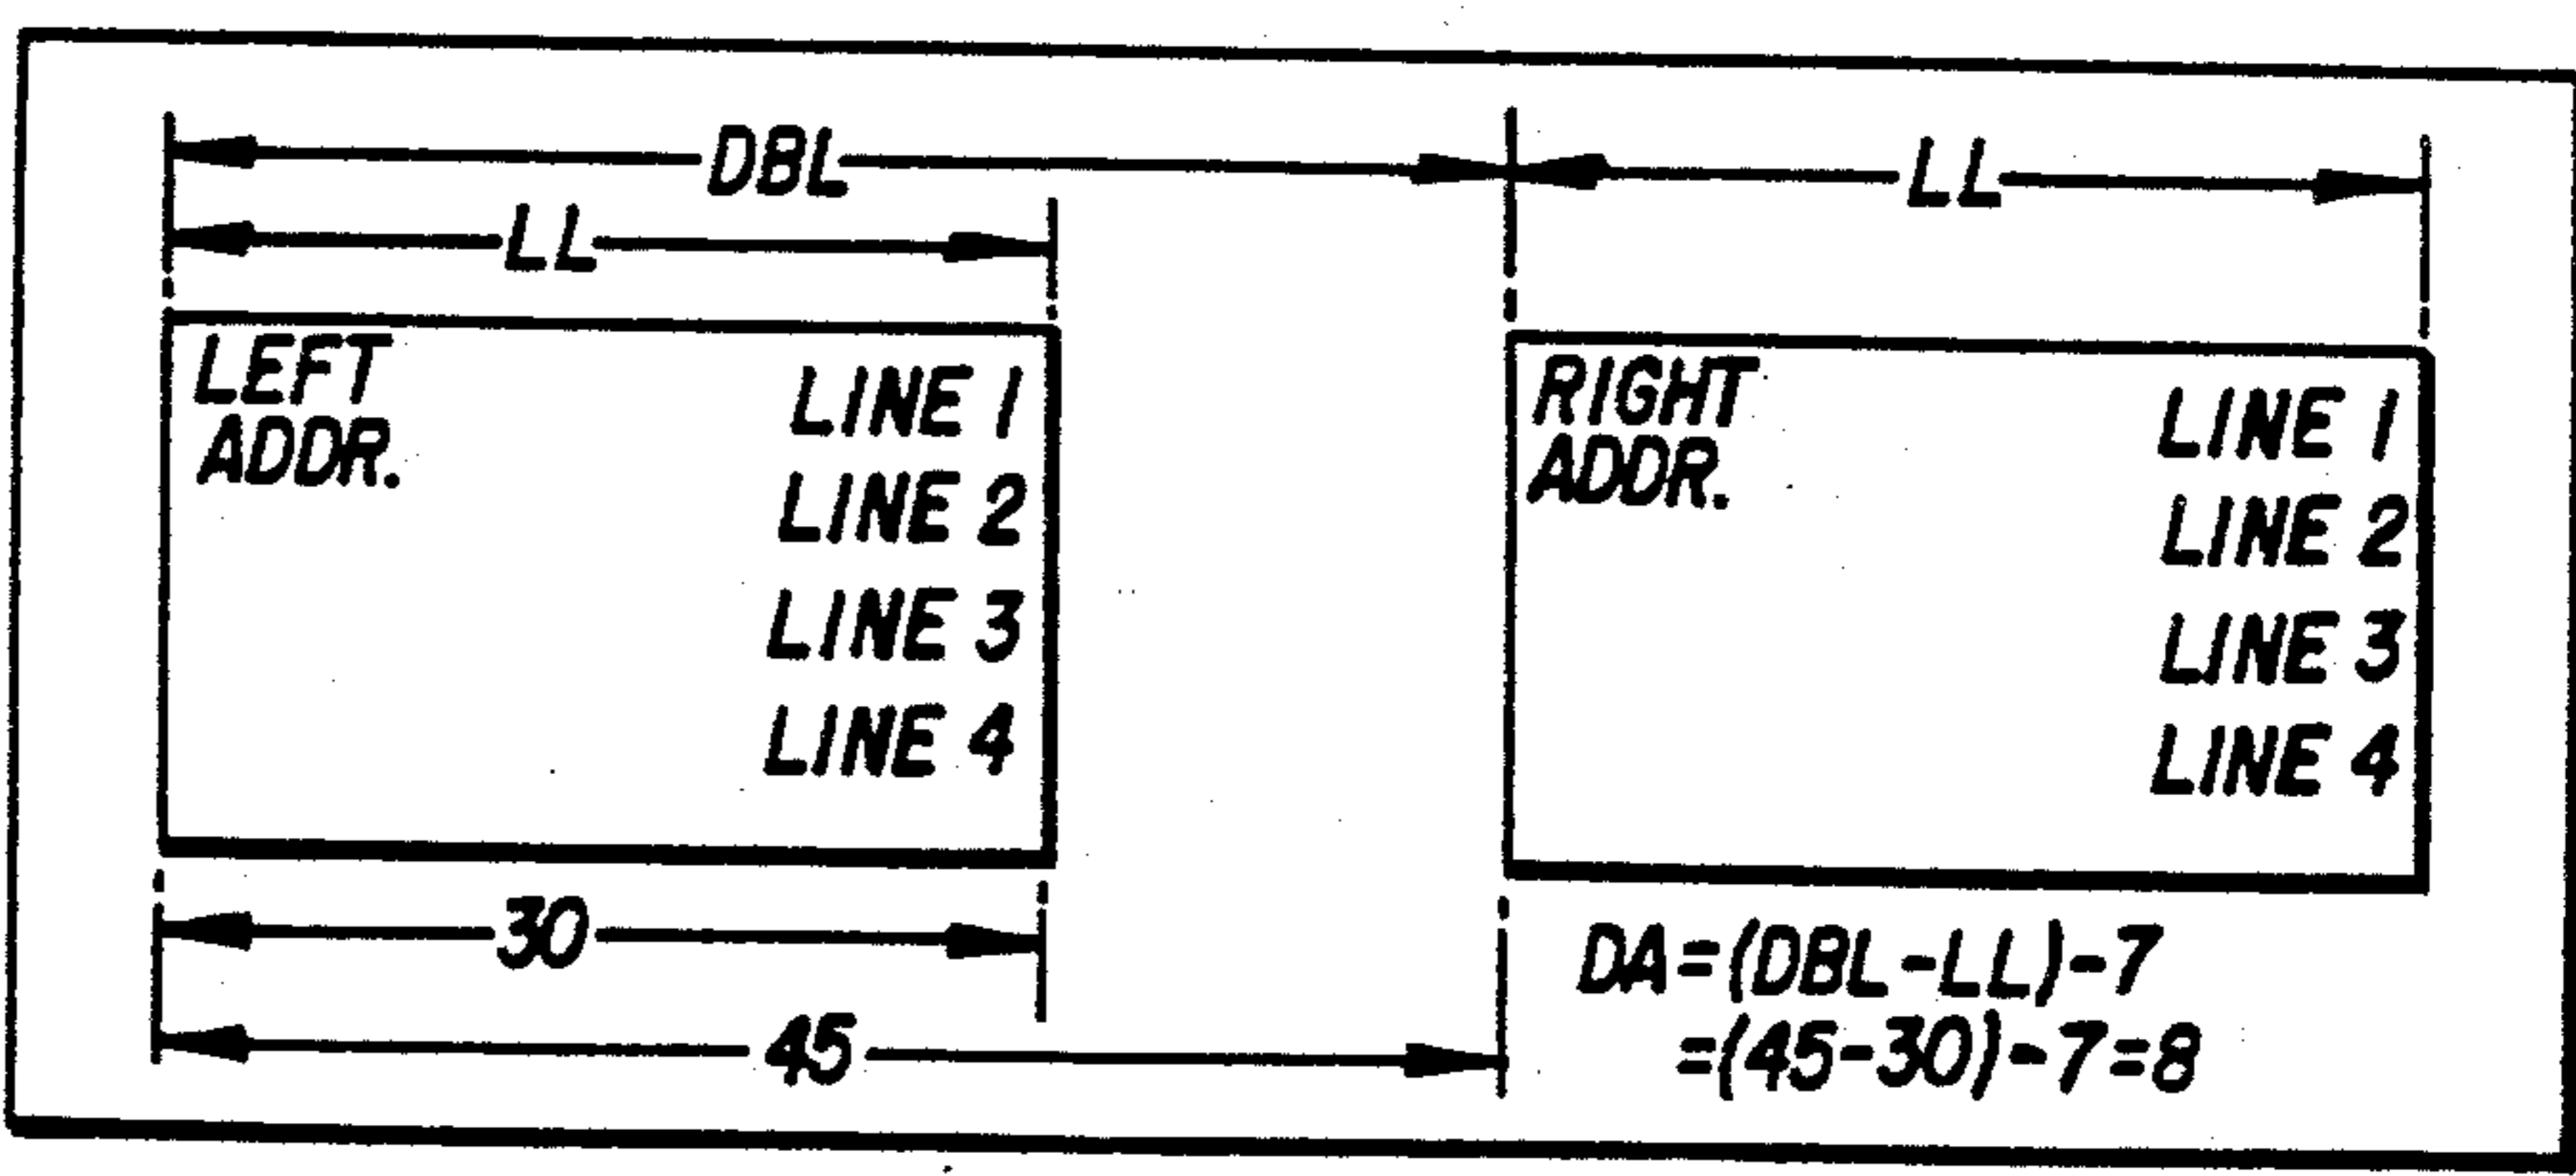 DBL
LL
LL
LEFT
ADDR.
LINE 1
LINE 2
LINE 3
LINE 4
RIGHT
ADDR.
LINE 1
LINE 2
LINE 3
LINE 4
30
45
DA=(DBL-LL)-7
=(45-30)-7=8